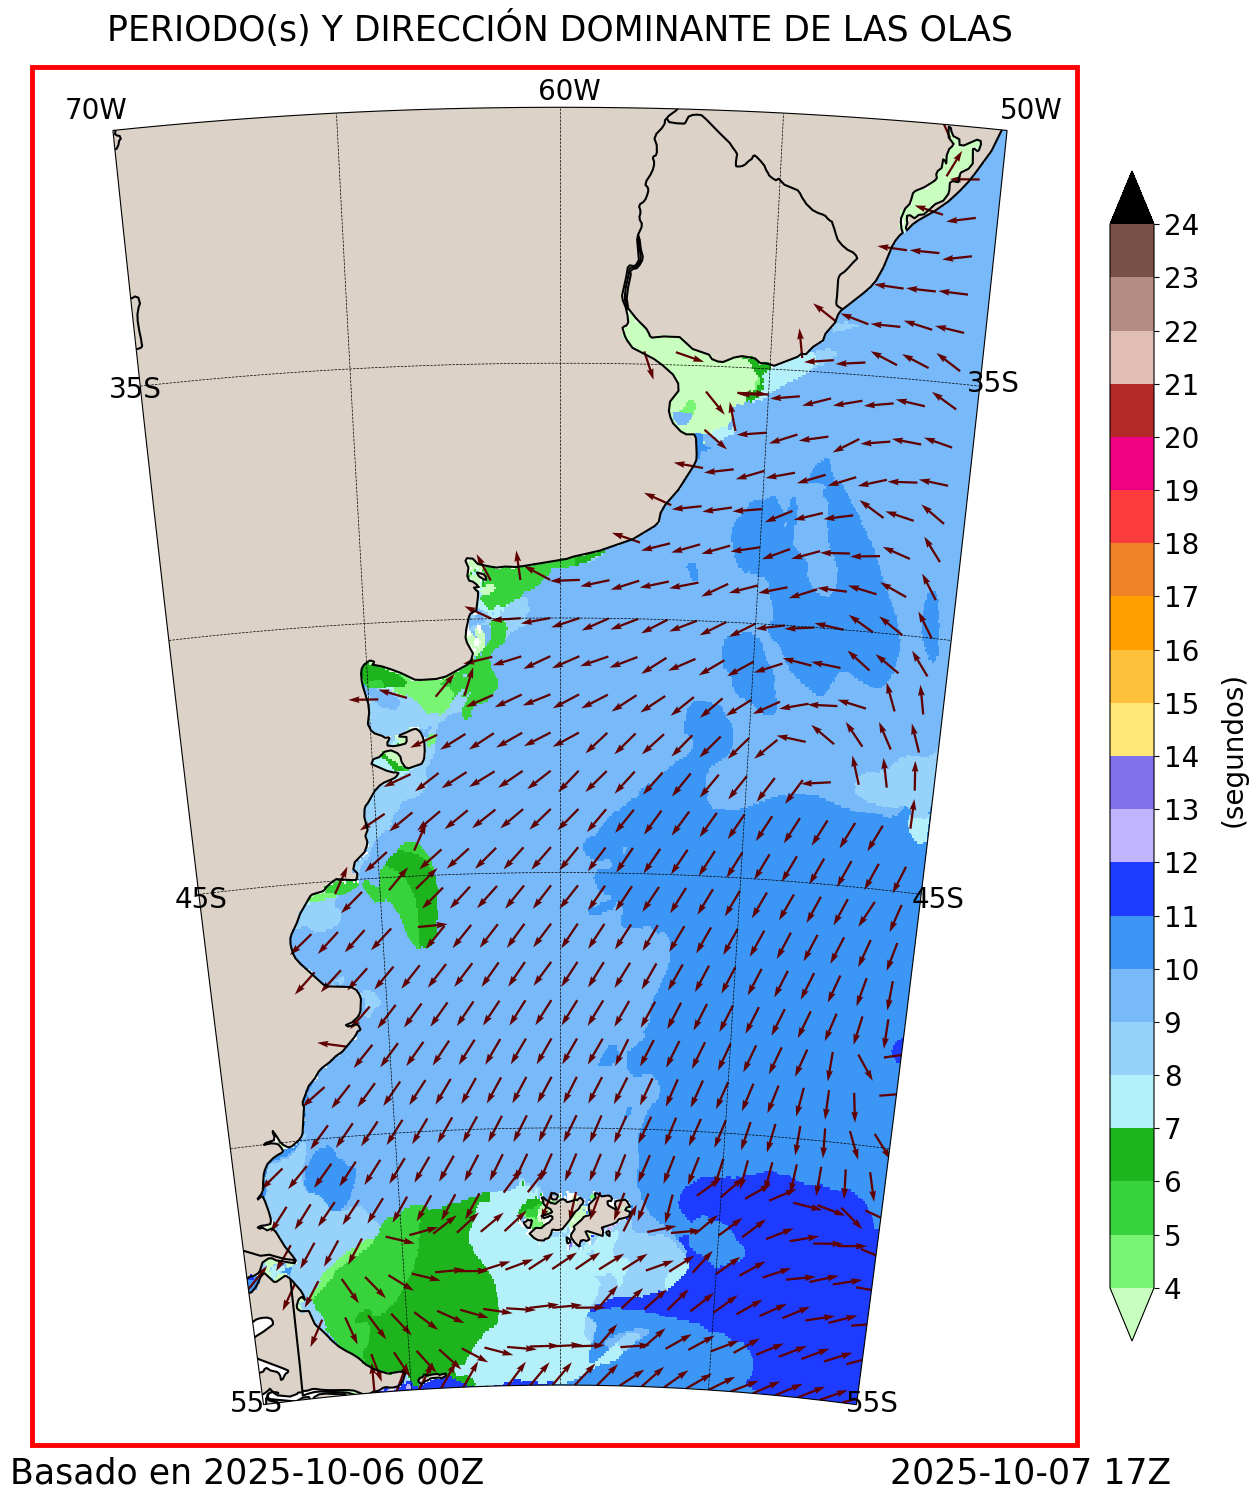 PERIODO(s) Y DIRECCIÓN DOMINANTE DE LAS OLAS
70W
60W
50W
35S
35S
45S
45S
55S
55S
24
23
22
21
20
19
18
17
16
15
14
13
12
11
10
9
8
7
6
5
4
(segundos)
Basado en 2025-10-06 00Z
2025-10-07 17Z